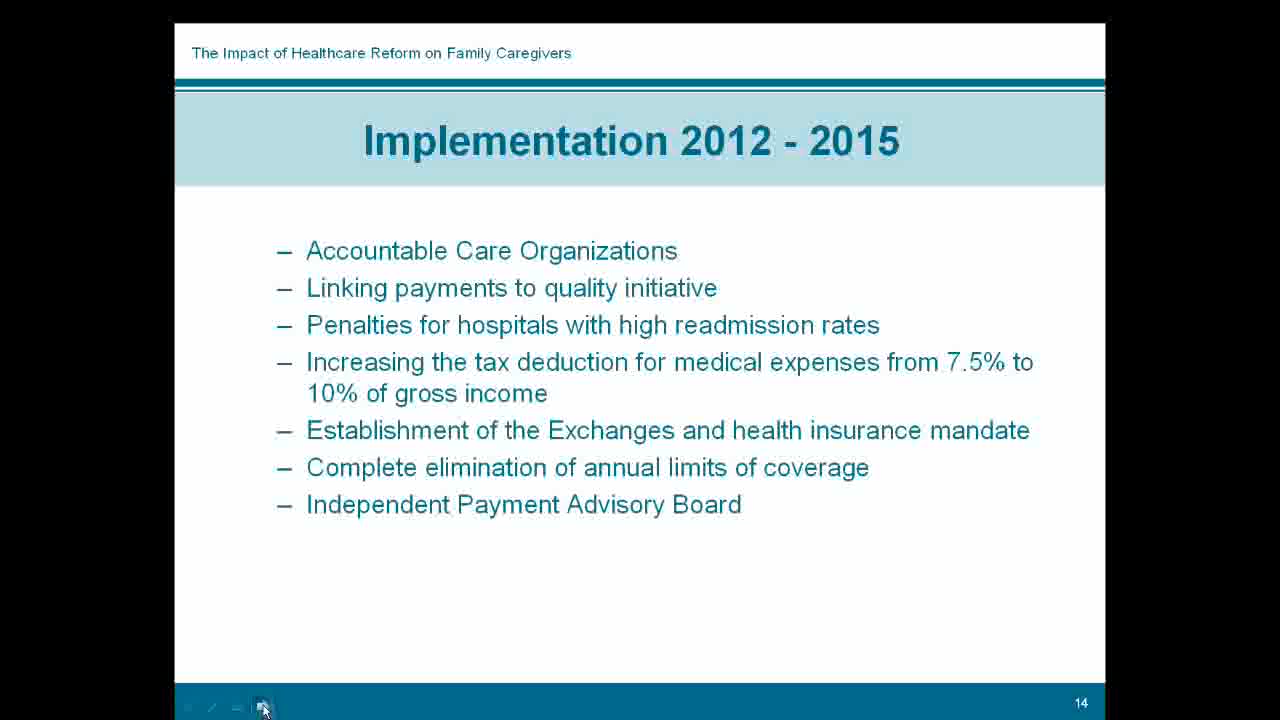 The Impact of Healthcare Reform on Family Caregivers
Implementation 2012 - 2015
– Accountable Care Organizations
– Linking payments to quality initiative
– Penalties for hospitals with high readmission rates
– Increasing the tax deduction for medical expenses from 7.5% to
10% of gross income
– Establishment of the Exchanges and health insurance mandate
– Complete elimination of annual limits of coverage
– Independent Payment Advisory Board
14